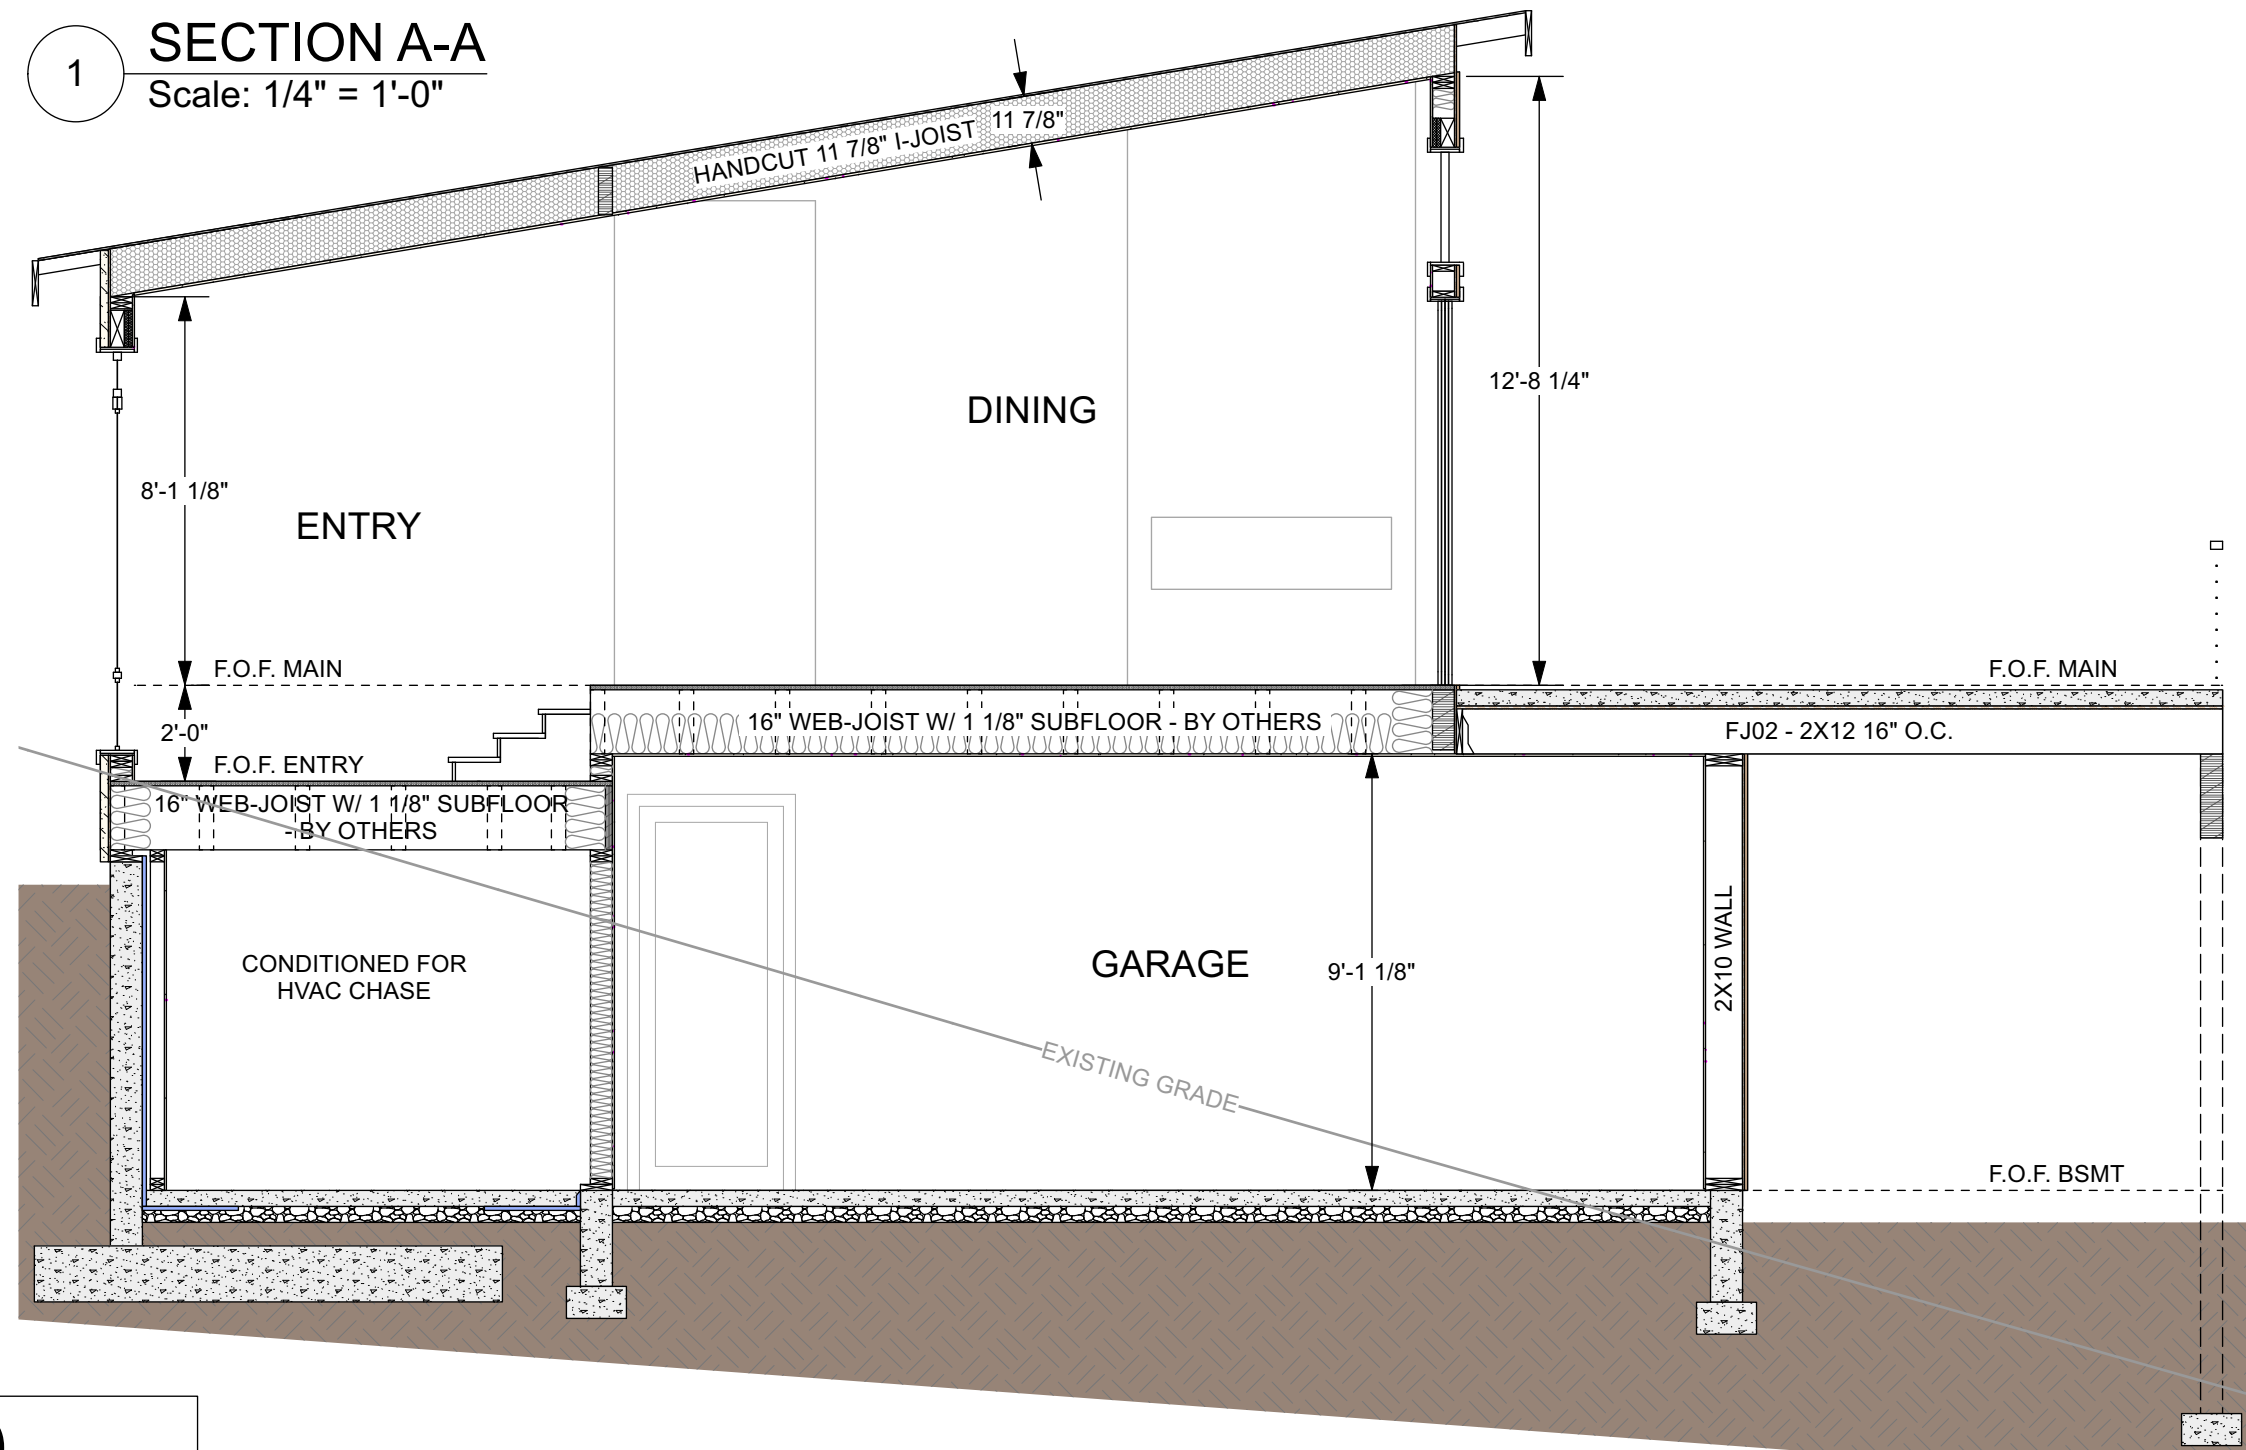 1
SECTION A-A
Scale: 1/4" = 1'-0"
HANDCUT 11 7/8" I-JOIST
11 7/8"
12'-8 1/4"
DINING
8'-1 1/8"
ENTRY
F.O.F. MAIN
F.O.F. MAIN
2'-0"
16" WEB-JOIST W/ 1 1/8" SUBFLOOR - BY OTHERS
FJ02 - 2X12 16" O.C.
F.O.F. ENTRY
16" WEB-JOIST W/ 1 1/8" SUBFLOOR
- BY OTHERS
CONDITIONED FOR
HVAC CHASE
GARAGE
9'-1 1/8"
2X10 WALL
EXISTING GRADE
F.O.F. BSMT